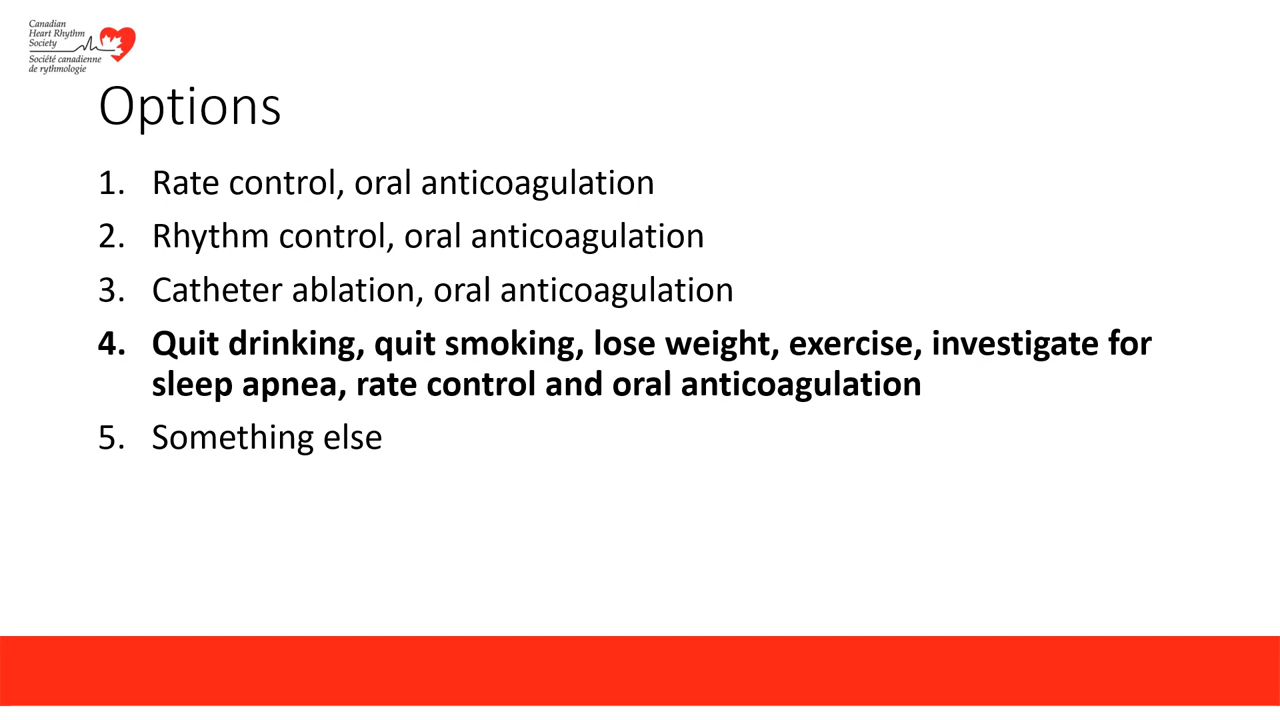 Canadian
Heart Rhythm
Society
Société canadienne
de rythmologie
Options
1. Rate control, oral anticoagulation
2. Rhythm control, oral anticoagulation
3. Catheter ablation, oral anticoagulation
4. Quit drinking, quit smoking, lose weight, exercise, investigate for
sleep apnea, rate control and oral anticoagulation
5. Something else